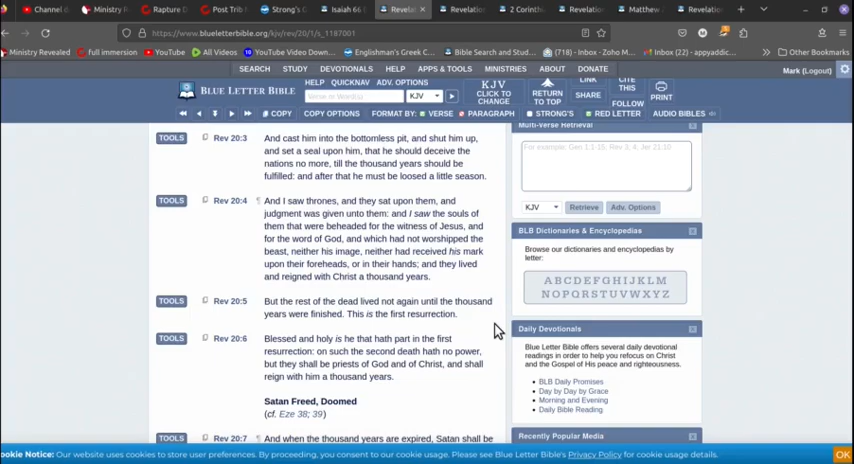 Channel d
Ministry R
Rapture D
Post Trib
Strong's C
Isaiah 66
Revelat
Revelation
2 Corinth
Revelatio
Matthew
Revelatio
https://www.blueletterbible.org/kjv/rev/20/1/s_1187001
Ministry Revealed
full immersion
YouTube
All Videos
YouTube Video Down...
Englishman's Greek C...
Bible Search and Stud...
(718) - Inbox - Zoho M...
Inbox (22) - appyaddic...
Other Bookmarks
SEARCH STUDY DEVOTIONALS HELP APPS & TOOLS MINISTRIES ABOUT DONATE
Mark (Logout)
BLUE LETTER BIBLE
HELP QUICKNAV ADV. OPTIONS
Verse or Word(s)
KJV
KJV
CLICK TO
CHANGE
RETURN
TO TOP
LINK
SHARE
CITE
THIS
FOLLOW
PRINT
COPY COPY OPTIONS FORMAT BY: VERSE PARAGRAPH STRONG'S RED LETTER AUDIO BIBLES
TOOLS Rev 20:3 And cast him into the bottomless pit, and shut him up,
and set a seal upon him, that he should deceive the
nations no more, till the thousand years should be
fulfilled: and after that he must be loosed a little season.
TOOLS Rev 20:4 ¶ And I saw thrones, and they sat upon them, and
judgment was given unto them: and I saw the souls of
them that were beheaded for the witness of Jesus, and
for the word of God, and which had not worshipped the
beast, neither his image, neither had received his mark
upon their foreheads, or in their hands; and they lived
and reigned with Christ a thousand years.
TOOLS Rev 20:5 But the rest of the dead lived not again until the thousand
years were finished. This is the first resurrection.
TOOLS Rev 20:6 Blessed and holy is he that hath part in the first
resurrection: on such the second death hath no power,
but they shall be priests of God and of Christ, and shall
reign with him a thousand years.
Satan Freed, Doomed
(cf. Eze 38; 39)
TOOLS Rev 20:7 ¶ And when the thousand years are expired, Satan shall be
Multi-Verse Retrieval
For example: Gen 1:1-15, Rev 3, 4; Jer 21:10
KJV Retrieve Adv. Options
BLB Dictionaries & Encyclopedias
Browse our dictionaries and encyclopedias by
letter:
A B C D E F G H I J K L M
N O P Q R S T U V W X Y Z
Daily Devotionals
Blue Letter Bible offers several daily devotional
readings in order to help you refocus on Christ
and the Gospel of His peace and righteousness.
BLB Daily Promises
Day by Day by Grace
Morning and Evening
Daily Bible Reading
Recently Popular Media
ookie Notice: Our website uses cookies to store user preferences. By proceeding, you consent to our cookie usage. Please see Blue Letter Bible's Privacy Policy for cookie usage details.
OK